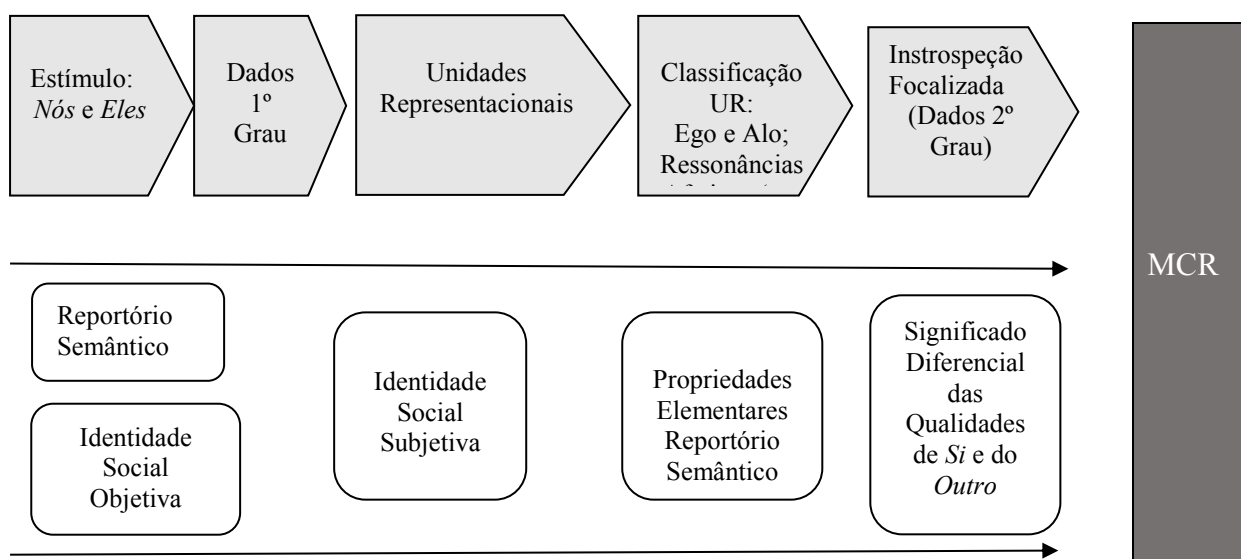 Estímulo:
Nós e Eles
Dados
1º
Grau
Unidades
Representacionais
Classificação
UR:
Ego e Alo;
Ressonâncias
Instrospeção
Focalizada
(Dados 2º
Grau)
MCR
Reportório
Semântico
Identidade
Social
Objetiva
Identidade
Social
Subjetiva
Propriedades
Elementares
Reportório
Semântico
Significado
Diferencial
das
Qualidades
de Si e do
Outro